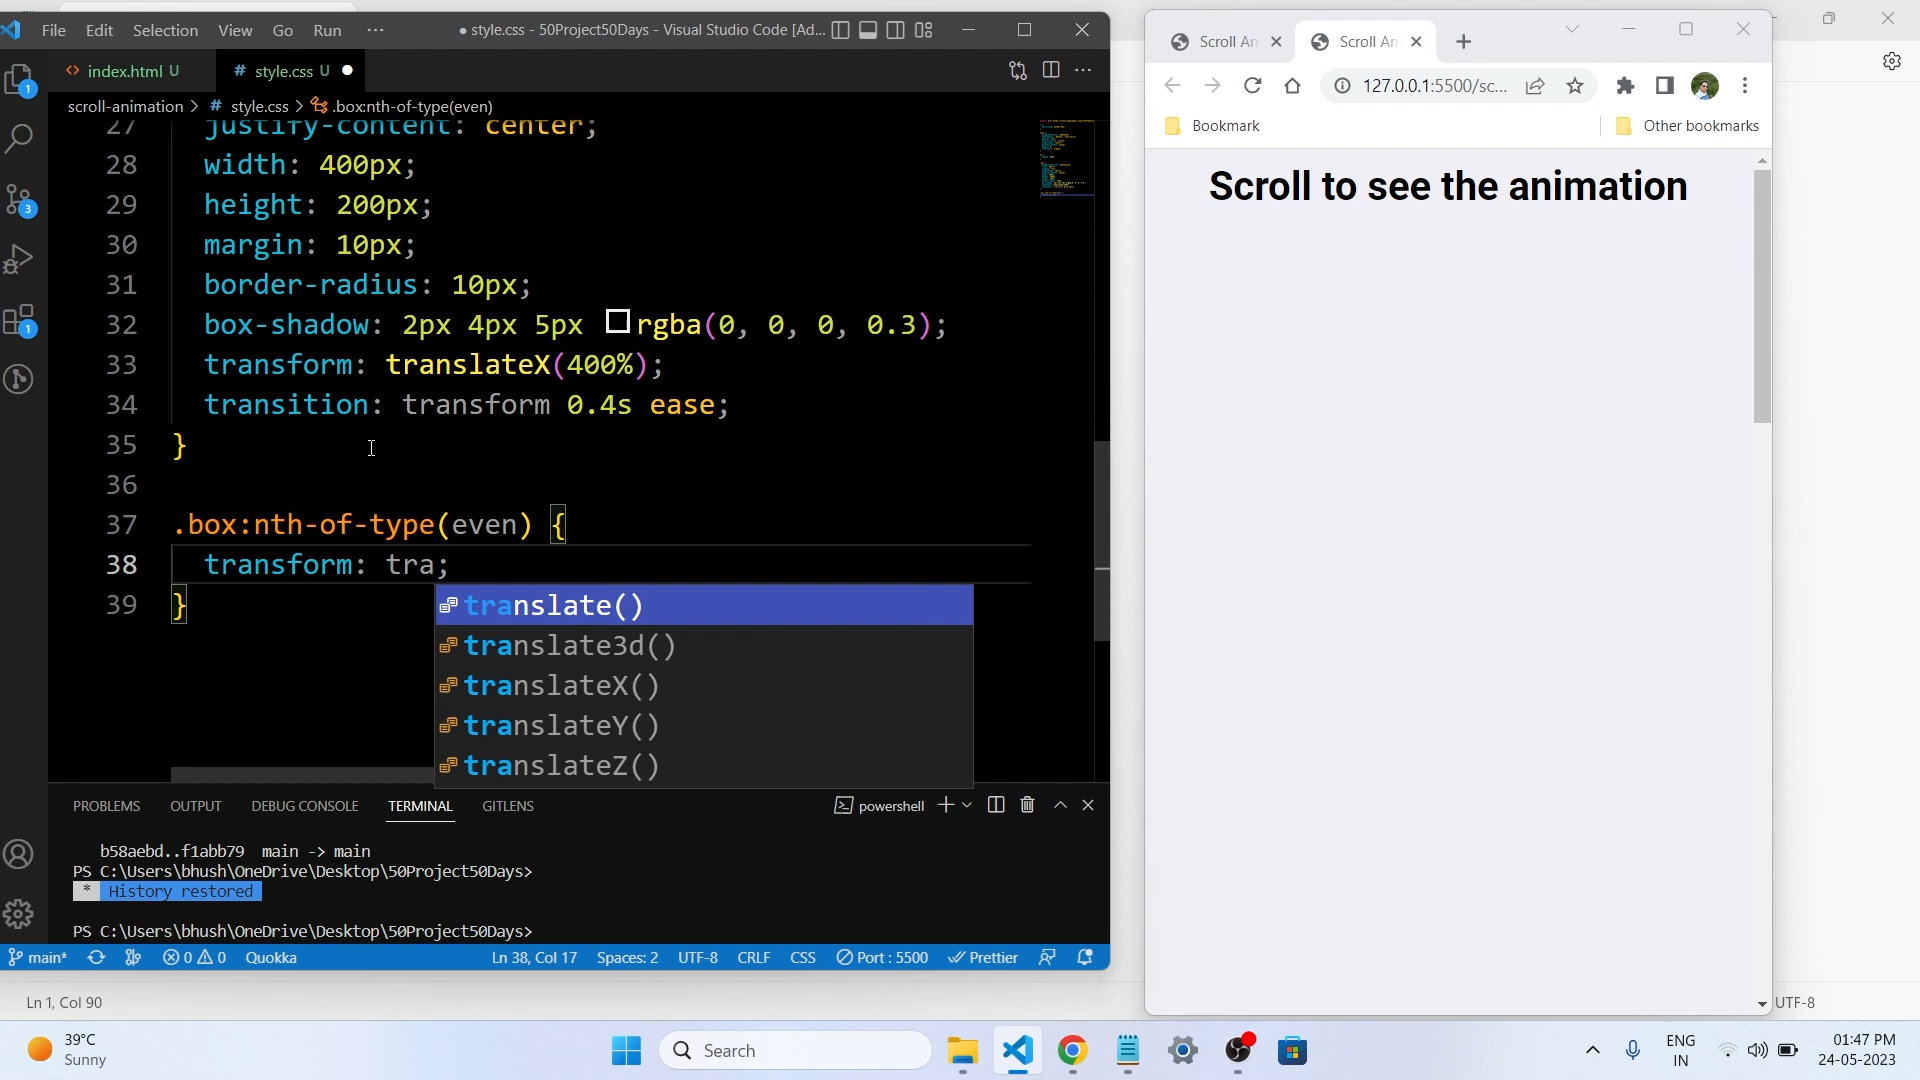 File Edit Selection View Go Run ···
● style.css - 50Project50Days - Visual Studio Code [Ad...
<> index.html U
# style.css U ●
scroll-animation > # style.css > .box:nth-of-type(even)
27 justify-content: center;
28 width: 400px;
29 height: 200px;
30 margin: 10px;
31 border-radius: 10px;
32 box-shadow: 2px 4px 5px rgba(0, 0, 0, 0.3);
33 transform: translateX(400%);
34 transition: transform 0.4s ease;
35 }
36
37 .box:nth-of-type(even) {
38 transform: tra;
39 }
translate()
translate3d()
translateX()
translateY()
translateZ()
PROBLEMS OUTPUT DEBUG CONSOLE TERMINAL GITLENS
powershell
b58aebd..f1abb79 main -> main
PS C:\Users\bhush\OneDrive\Desktop\50Project50Days>
* History restored
PS C:\Users\bhush\OneDrive\Desktop\50Project50Days>
main* 0 0 Quokka Ln 38, Col 17 Spaces: 2 UTF-8 CRLF CSS Port : 5500 Prettier
1
3
1
Scroll An
Scroll An
127.0.0.1:5500/sc...
Bookmark
Other bookmarks
Scroll to see the animation
Ln 1, Col 90
UTF-8
39°C
Sunny
Search
ENG
IN
01:47 PM
24-05-2023